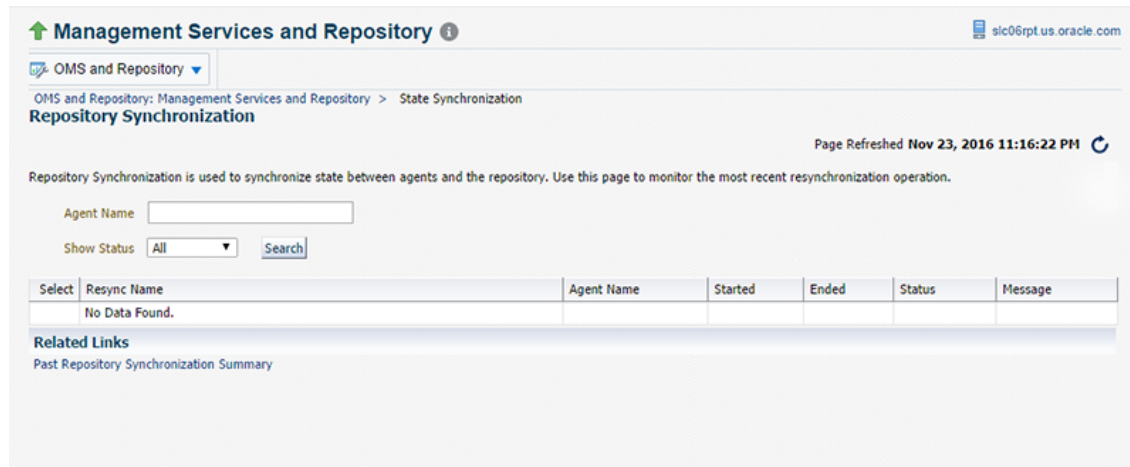 Management Services and Repository
slc06rpt.us.oracle.com
OMS and Repository
OMS and Repository: Management Services and Repository > State Synchronization
Repository Synchronization
Page Refreshed Nov 23, 2016 11:16:22 PM
Repository Synchronization is used to synchronize state between agents and the repository. Use this page to monitor the most recent resynchronization operation.
Agent Name
Show Status All Search
Select Resync Name Agent Name Started Ended Status Message
No Data Found.
Related Links
Past Repository Synchronization Summary